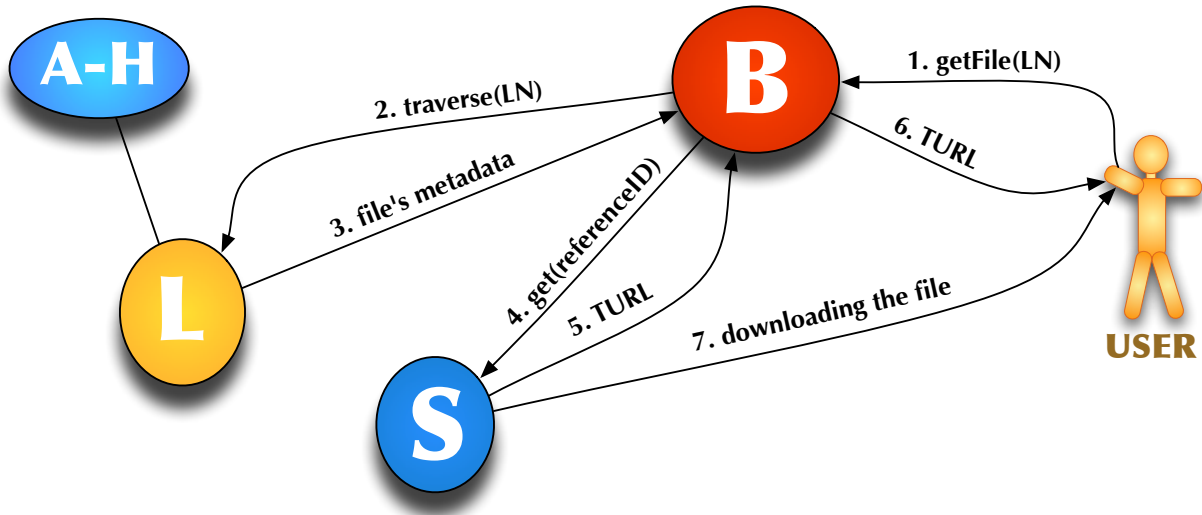 A-H
B
1. getFile(LN)
2. traverse(LN)
6. TURL
3. file's metadata
4. get(referenceID)
L
5. TURL
7. downloading the file
USER
S